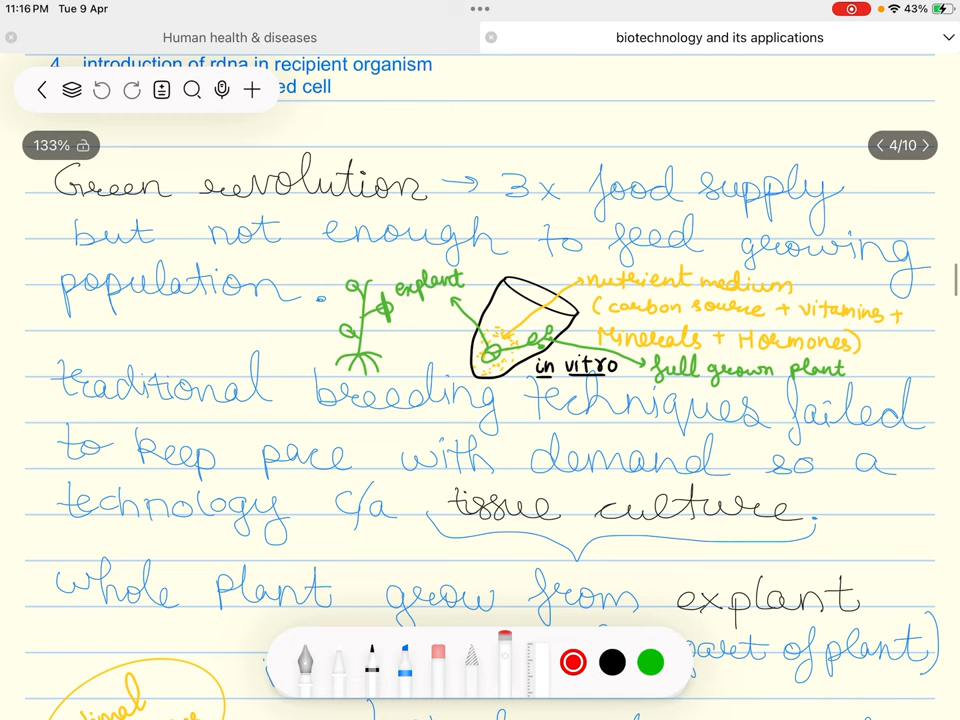 11:16 PM Tue 9 Apr
43%
Human health & diseases
biotechnology and its applications
4. introduction of rdna in recipient organism
ed cell
133%
4/10
Green revolution → 3x food supply
but not enough to feed growing
population.
explant
nutrient medium
(carbon source + vitamins +
Minerals + Hormones)
in vitro
full grown plant
traditional breeding techniques failed
to keep pace with demand so a
technology c/a tissue culture.
whole plant grow from explant
part of plant)